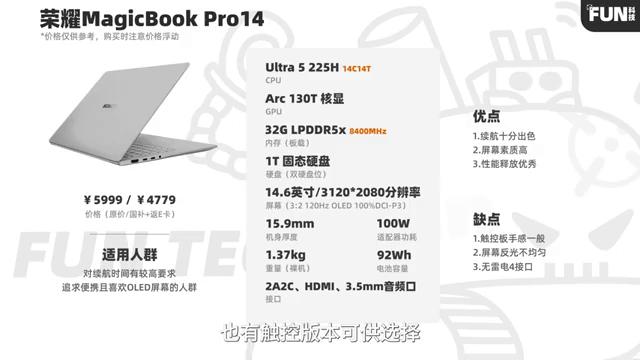 荣耀MagicBook Pro14
*价格仅供参考，购买时注意价格浮动
FUN科技
Ultra 5 225H 14C14T
CPU
Arc 130T 核显
GPU
32G LPDDR5x 8400MHz
内存（板载）
1T 固态硬盘
硬盘（双硬盘位）
14.6英寸/3120*2080分辨率
屏幕（3:2 120Hz OLED 100%DCI-P3）
15.9mm 100W
机身厚度 适配器功耗
1.37kg 92Wh
重量（裸机） 电池容量
2A2C、HDMI、3.5mm音频口
接口
￥5999 / ￥4779
价格（原价/国补+返E卡）
适用人群
对续航时间有较高要求
追求便携且喜欢OLED屏幕的人群
优点
1.续航十分出色
2.屏幕素质高
3.性能释放优秀
缺点
1.触控板手感一般
2.屏幕反光不均匀
3.无雷电4接口
FUN TEC
也有触控版本可供选择